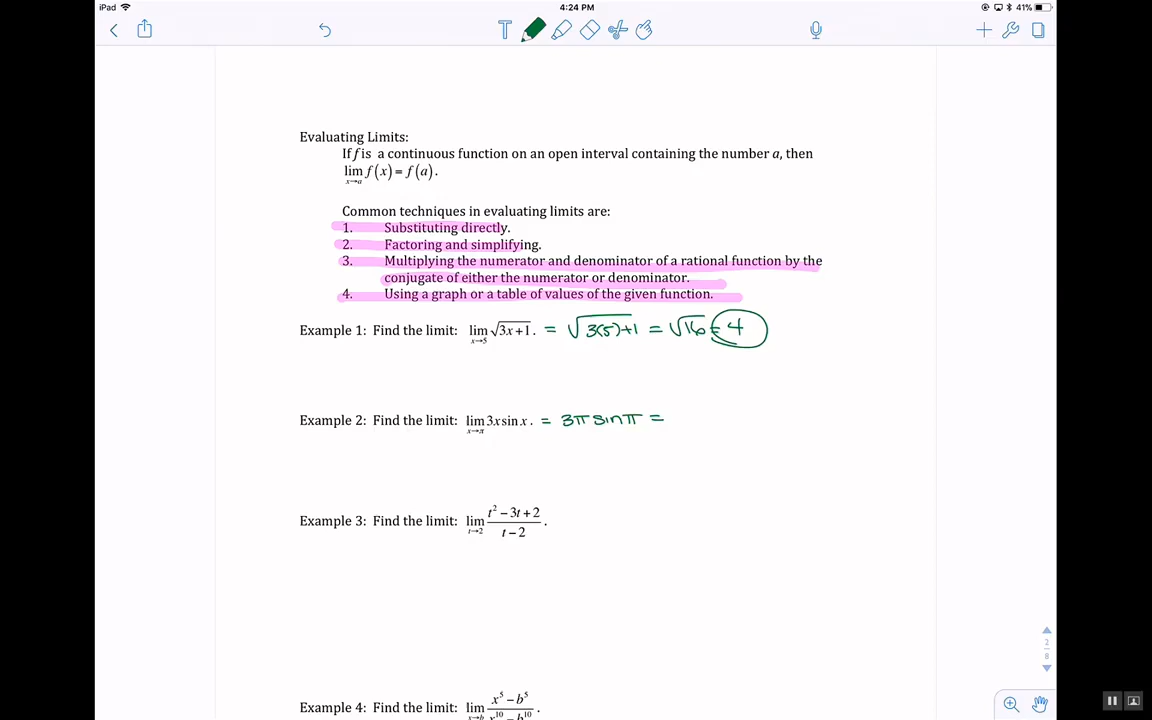 iPad 4:24 PM 41%
T
Evaluating Limits:
If f is a continuous function on an open interval containing the number a, then
lim x→a f(x) = f(a).
Common techniques in evaluating limits are:
1. Substituting directly.
2. Factoring and simplifying.
3. Multiplying the numerator and denominator of a rational function by the
conjugate of either the numerator or denominator.
4. Using a graph or a table of values of the given function.
Example 1: Find the limit: lim x→5 √(3x+1). = √(3(5)+1) = √16 = 4
Example 2: Find the limit: lim x→π 3x sin x. = 3π sin π =
Example 3: Find the limit: lim t→2 (t² − 3t + 2)/(t − 2).
2
8
Example 4: Find the limit: lim x→b (x⁵ − b⁵)/(x¹⁰ − b¹⁰).